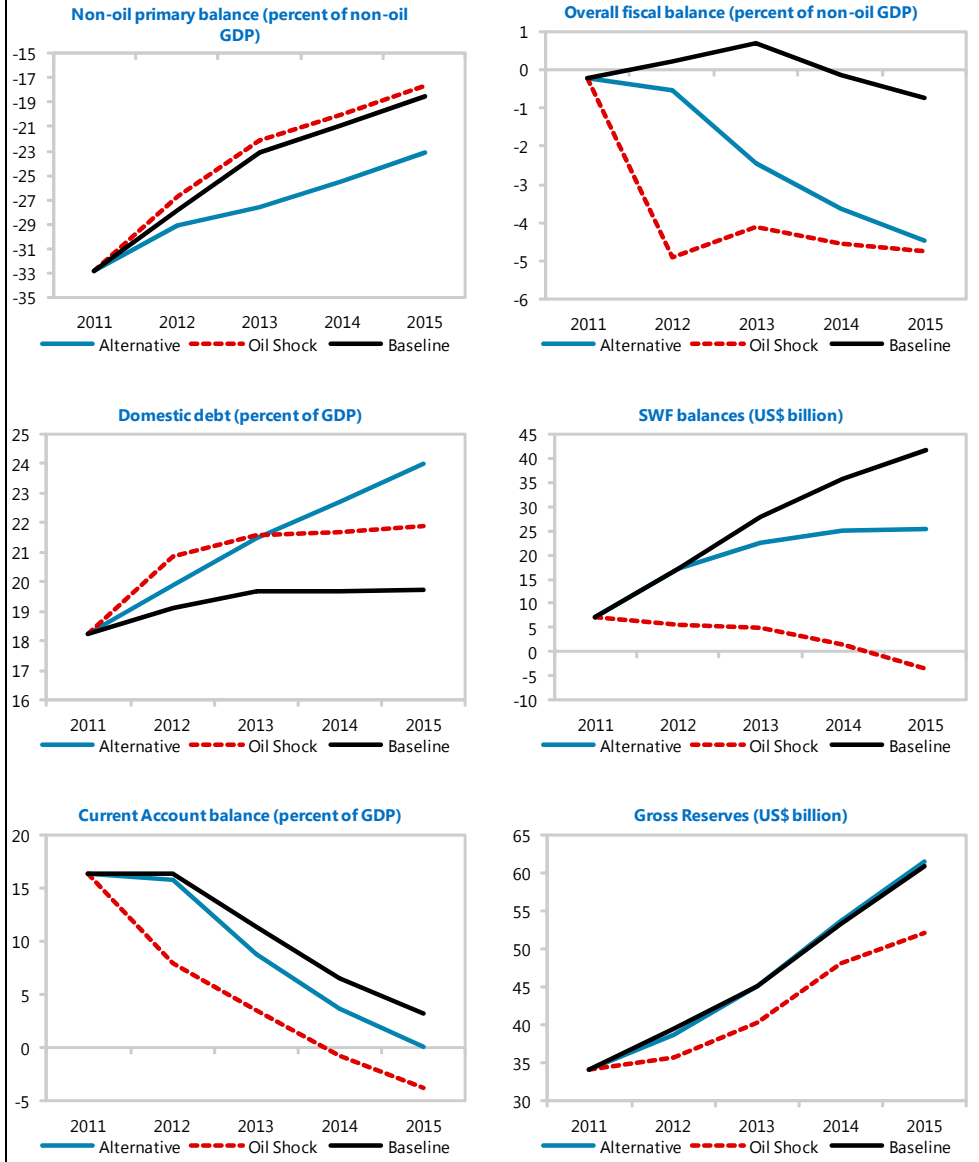 Non-oil primary balance (percent of non-oil
GDP)
-15
-17
-19
-21
-23
-25
-27
-29
-31
-33
-35
2011 2012 2013 2014 2015
Alternative Oil Shock Baseline
Overall fiscal balance (percent of non-oil GDP)
1
0
-1
-2
-3
-4
-5
-6
2011 2012 2013 2014 2015
Alternative Oil Shock Baseline
Domestic debt (percent of GDP)
25
24
23
22
21
20
19
18
17
16
2011 2012 2013 2014 2015
Alternative Oil Shock Baseline
SWF balances (US$ billion)
45
40
35
30
25
20
15
10
5
0
-5
-10
2011 2012 2013 2014 2015
Alternative Oil Shock Baseline
Current Account balance (percent of GDP)
20
15
10
5
0
-5
2011 2012 2013 2014 2015
Alternative Oil Shock Baseline
Gross Reserves (US$ billion)
65
60
55
50
45
40
35
30
2011 2012 2013 2014 2015
Alternative Oil Shock Baseline